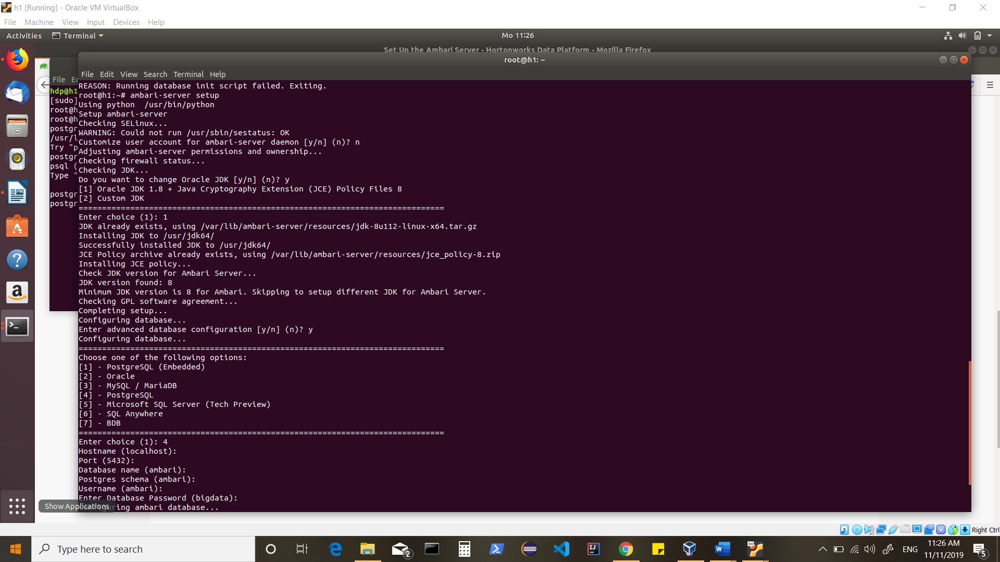 h1 [Running] - Oracle VM VirtualBox
File Machine View Input Devices Help
Activities Terminal Mo 11:26
Set Up the Ambari Server - Hortonworks Data Platform - Mozilla Firefox
root@h1: ~
File Edit View Search Terminal Help
File
hdp@h1
[sudo]
root@h
root@h
postgr
/usr/l
Try "p
postgr
psql (
Type "
postgr
postgr
REASON: Running database init script failed. Exiting.
root@h1:~# ambari-server setup
Using python  /usr/bin/python
Setup ambari-server
Checking SELinux...
WARNING: Could not run /usr/sbin/sestatus: OK
Customize user account for ambari-server daemon [y/n] (n)? n
Adjusting ambari-server permissions and ownership...
Checking firewall status...
Checking JDK...
Do you want to change Oracle JDK [y/n] (n)? y
[1] Oracle JDK 1.8 + Java Cryptography Extension (JCE) Policy Files 8
[2] Custom JDK
==============================================================================
Enter choice (1): 1
JDK already exists, using /var/lib/ambari-server/resources/jdk-8u112-linux-x64.tar.gz
Installing JDK to /usr/jdk64/
Successfully installed JDK to /usr/jdk64/
JCE Policy archive already exists, using /var/lib/ambari-server/resources/jce_policy-8.zip
Installing JCE policy...
Check JDK version for Ambari Server...
JDK version found: 8
Minimum JDK version is 8 for Ambari. Skipping to setup different JDK for Ambari Server.
Checking GPL software agreement...
Completing setup...
Configuring database...
Enter advanced database configuration [y/n] (n)? y
Configuring database...
==============================================================================
Choose one of the following options:
[1] - PostgreSQL (Embedded)
[2] - Oracle
[3] - MySQL / MariaDB
[4] - PostgreSQL
[5] - Microsoft SQL Server (Tech Preview)
[6] - SQL Anywhere
[7] - BDB
==============================================================================
Enter choice (1): 4
Hostname (localhost):
Port (5432):
Database name (ambari):
Postgres schema (ambari):
Username (ambari):
Enter Database Password (bigdata):
ring ambari database...
Show Applications
Right Ctrl
Type here to search
2
ENG
11:26 AM
11/11/2019
5